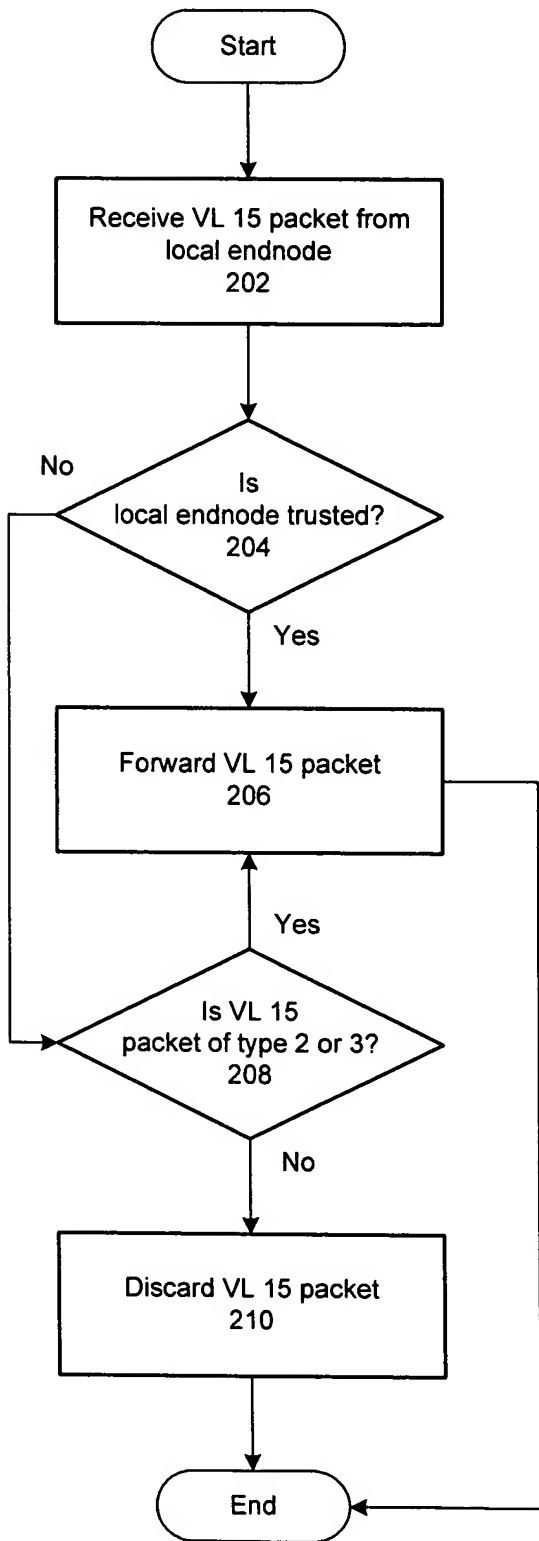 Start
Receive VL 15 packet from
local endnode
202
No
Is
local endnode trusted?
204
Yes
Forward VL 15 packet
206
Yes
Is VL 15
packet of type 2 or 3?
208
No
Discard VL 15 packet
210
End